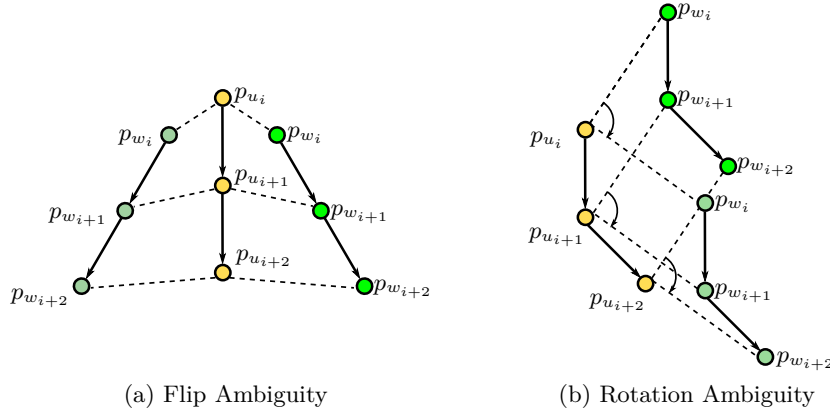 p_{u_i}
p_{w_i}
p_{w_i}
p_{u_{i+1}}
p_{w_{i+1}}
p_{w_{i+1}}
p_{u_{i+2}}
p_{w_{i+2}}
p_{w_{i+2}}
(a) Flip Ambiguity
p_{w_i}
p_{w_{i+1}}
p_{u_i}
p_{w_{i+2}}
p_{w_i}
p_{u_{i+1}}
p_{w_{i+1}}
p_{u_{i+2}}
p_{w_{i+2}}
(b) Rotation Ambiguity